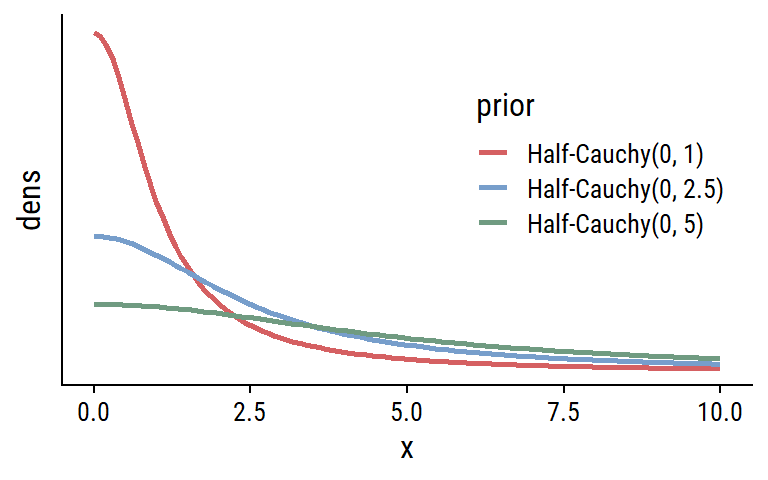 prior
Half-Cauchy(0, 1)
Half-Cauchy(0, 2.5)
Half-Cauchy(0, 5)
dens
0.0 2.5 5.0 7.5 10.0
x